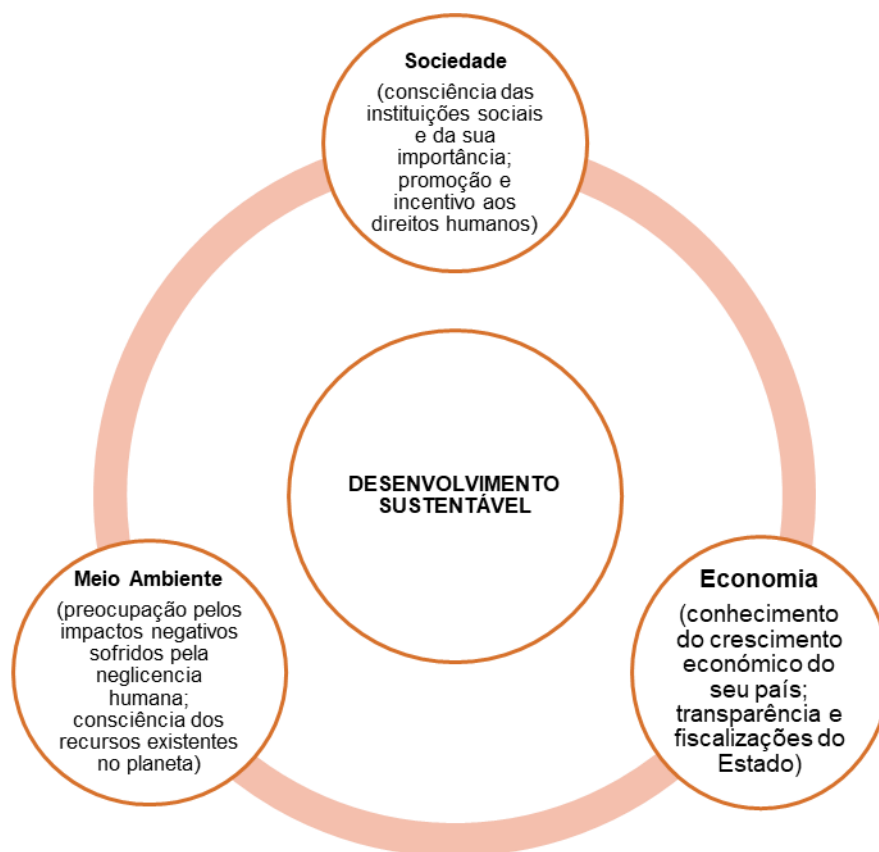 Sociedade
(consciência das
instituições sociais
e da sua
importância;
promoção e
incentivo aos
direitos humanos)
DESENVOLVIMENTO
SUSTENTÁVEL
Meio Ambiente
(preocupação pelos
impactos negativos
sofridos pela
neglicencia
humana;
consciência dos
recursos existentes
no planeta)
Economia
(conhecimento
do crescimento
económico do
seu país;
transparência e
fiscalizações do
Estado)